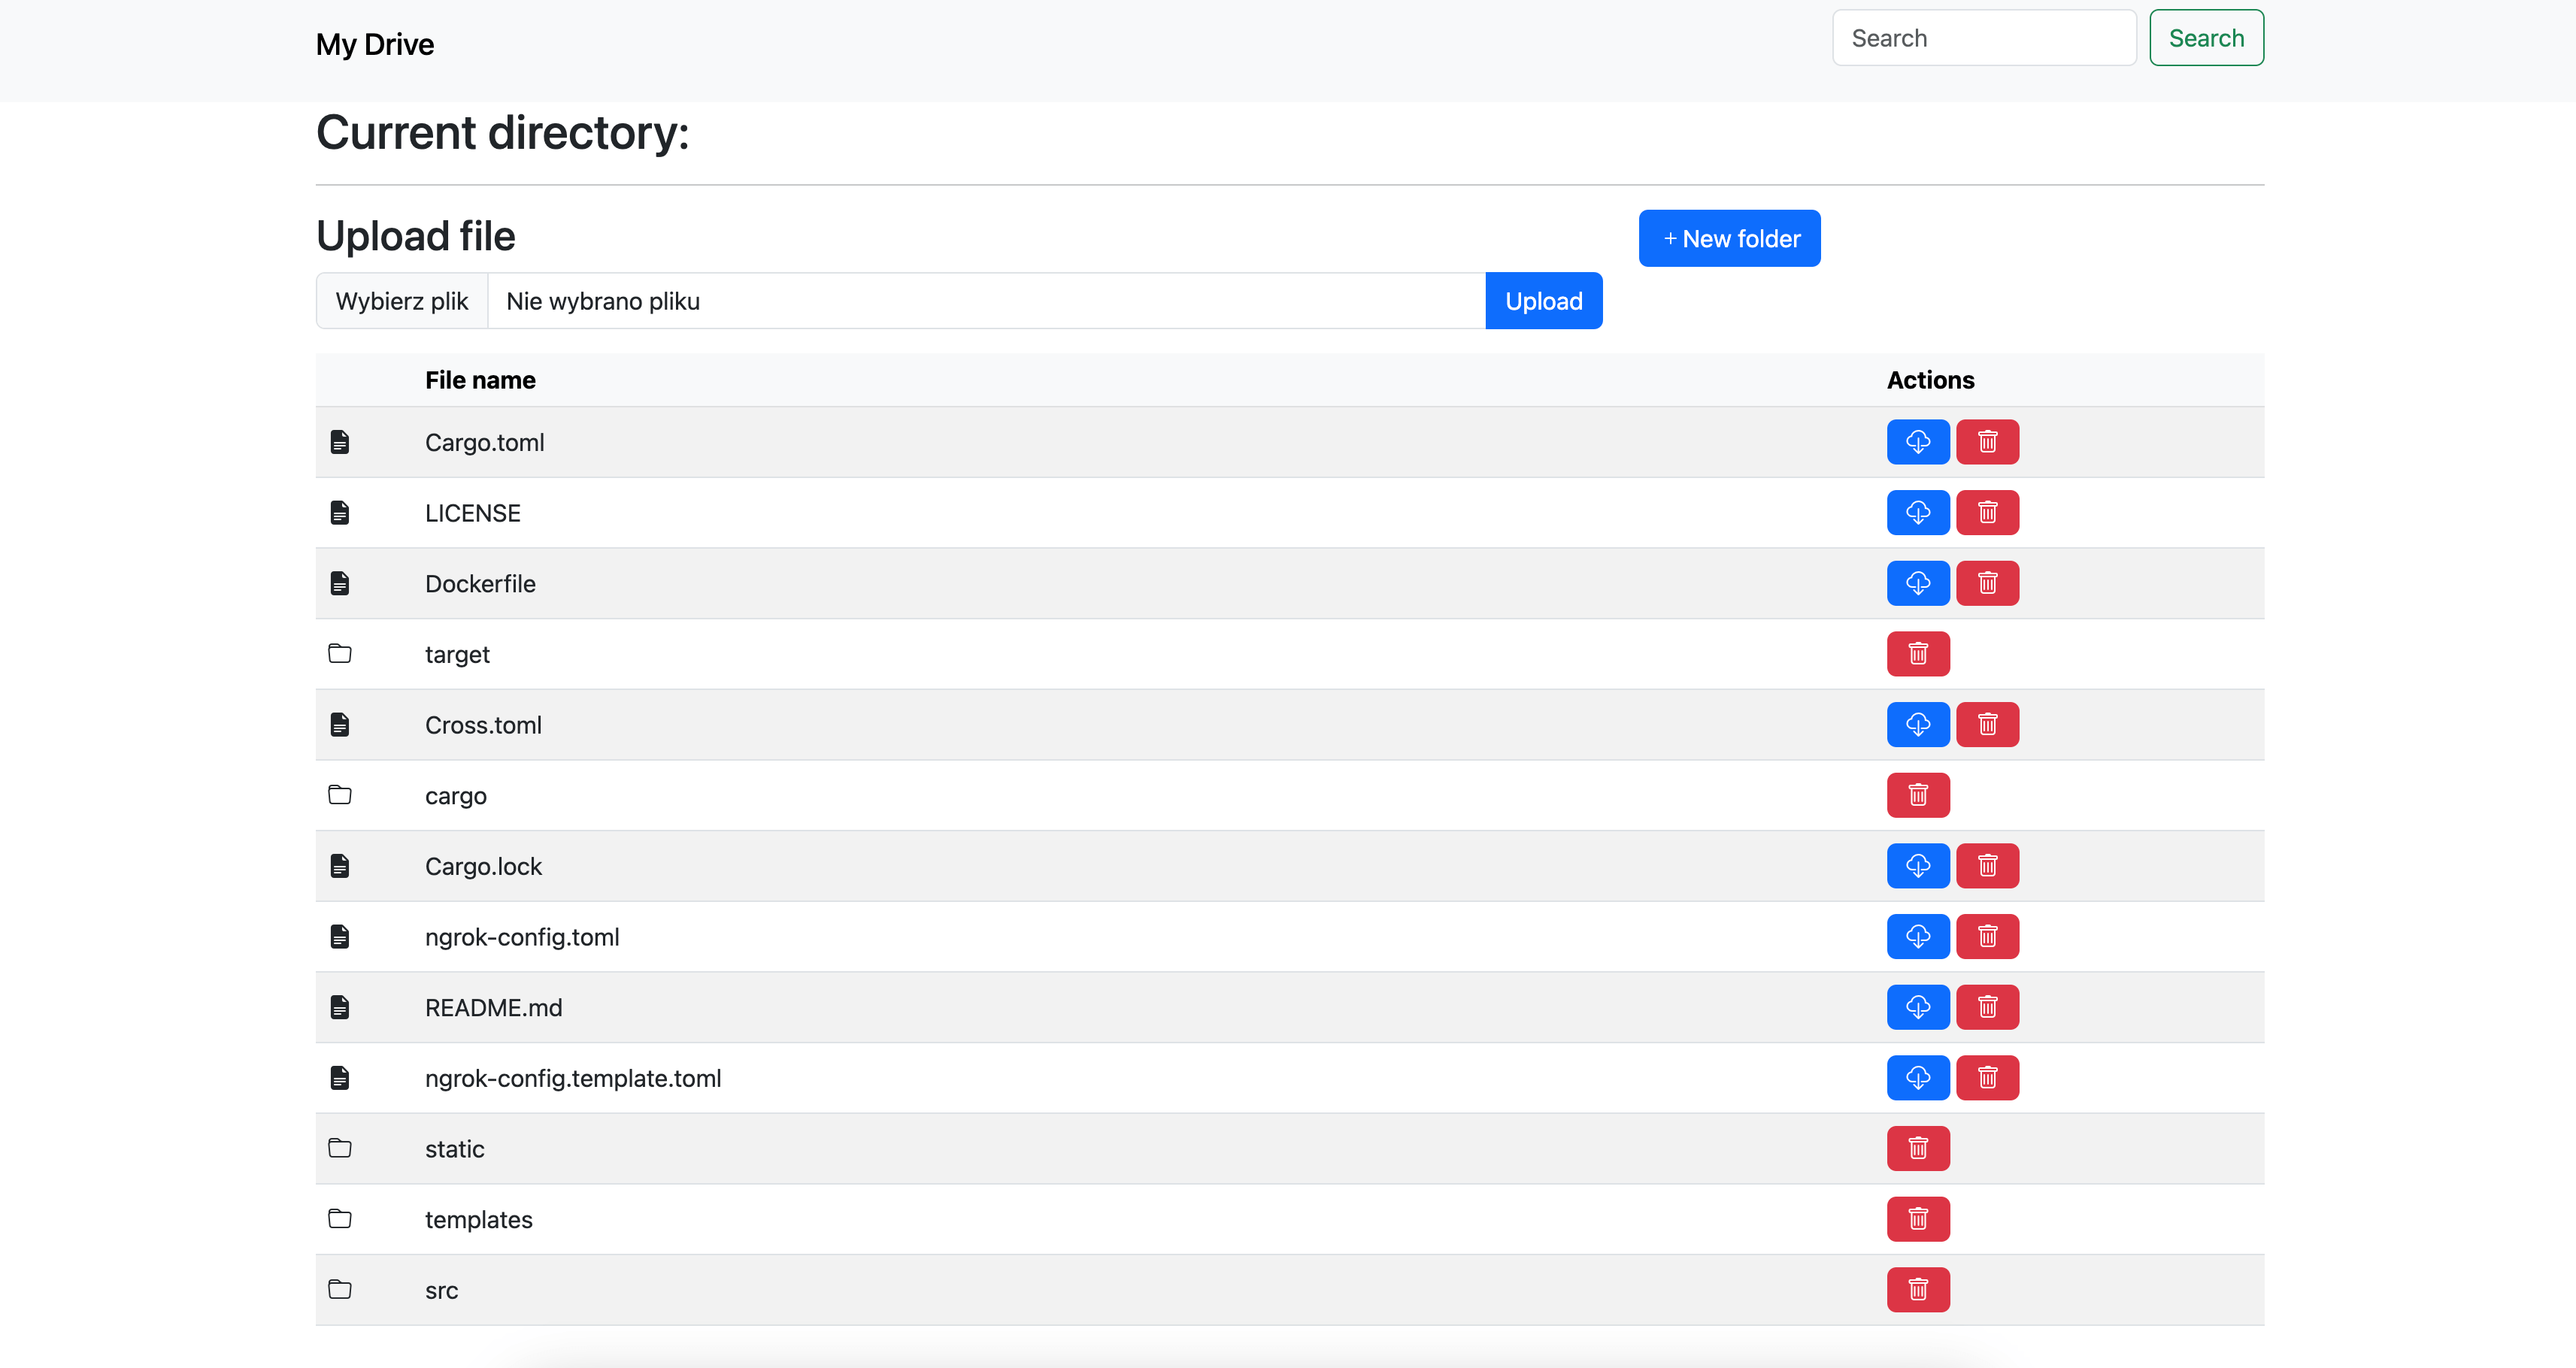 My Drive
Search
Search
Current directory:
Upload file
+ New folder
Wybierz plik
Nie wybrano pliku
Upload
File name
Actions
Cargo.toml
LICENSE
Dockerfile
target
Cross.toml
cargo
Cargo.lock
ngrok-config.toml
README.md
ngrok-config.template.toml
static
templates
src